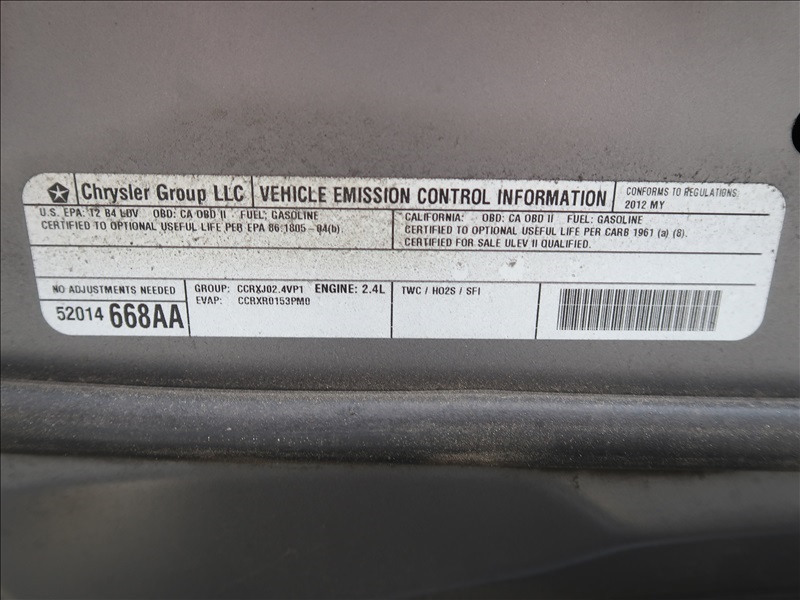 Chrysler Group LLC
VEHICLE EMISSION CONTROL INFORMATION
CONFORMS TO REGULATIONS
2012 MY
U.S. EPA: T2 B4 LDV OBD: CA OBD II FUEL: GASOLINE
CERTIFIED TO OPTIONAL USEFUL LIFE PER EPA 86.1805-04(b)
CALIFORNIA: OBD: CA OBD II FUEL: GASOLINE
CERTIFIED TO OPTIONAL USEFUL LIFE PER CARB 1961 (a) (8).
CERTIFIED FOR SALE ULEV II QUALIFIED.
NO ADJUSTMENTS NEEDED
52014 668AA
GROUP: CCRXJ02.4VP1 ENGINE: 2.4L
EVAP: CCRXR0153PM0
TWC / HO2S / SFI